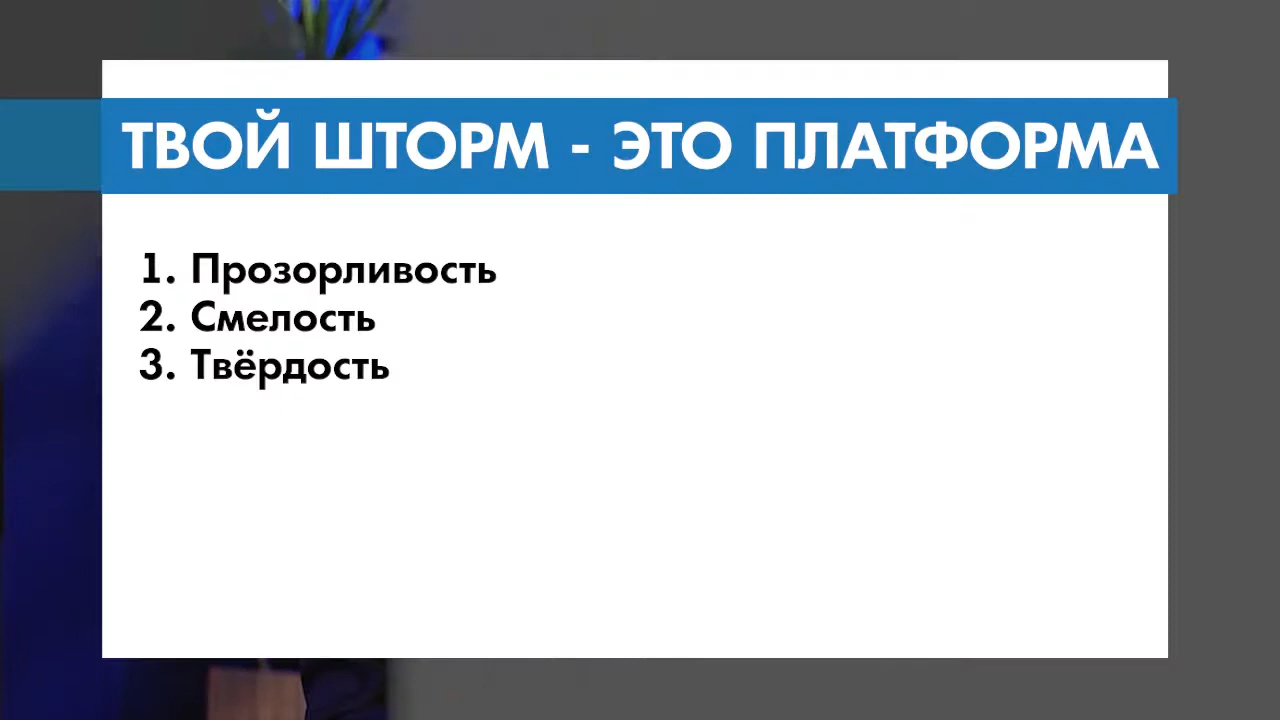 ТВОЙ ШТОРМ - ЭТО ПЛАТФОРМА
1. Прозорливость
2. Смелость
3. Твёрдость